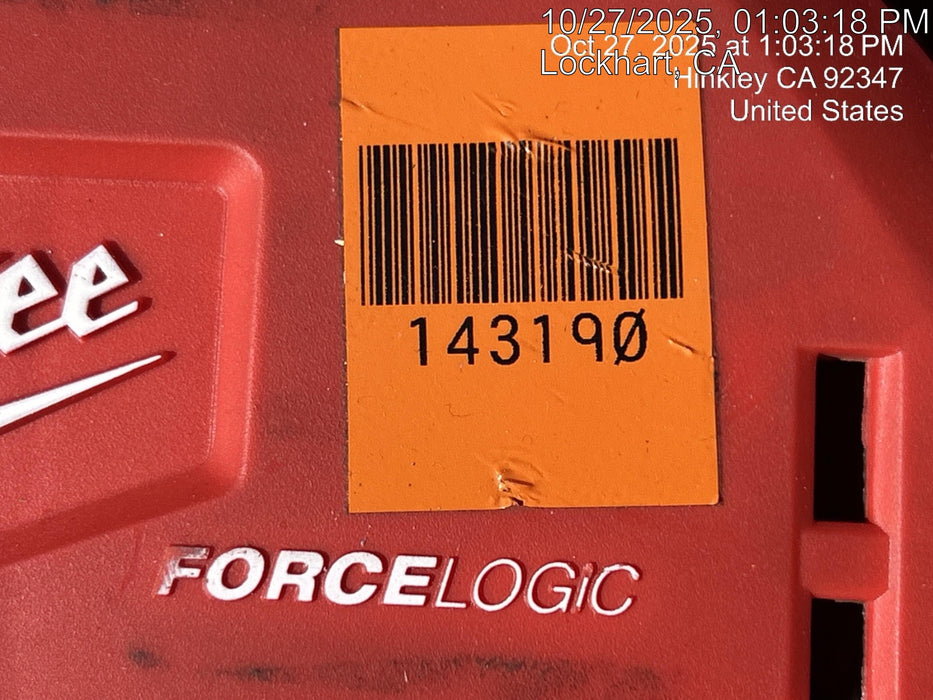 10/27/2025, 01:03:18 PM
Oct 27, 2025 at 1:03:18 PM
Lockhart, CA
Hinkley CA 92347
United States
143190
ee
FORCELOGIC